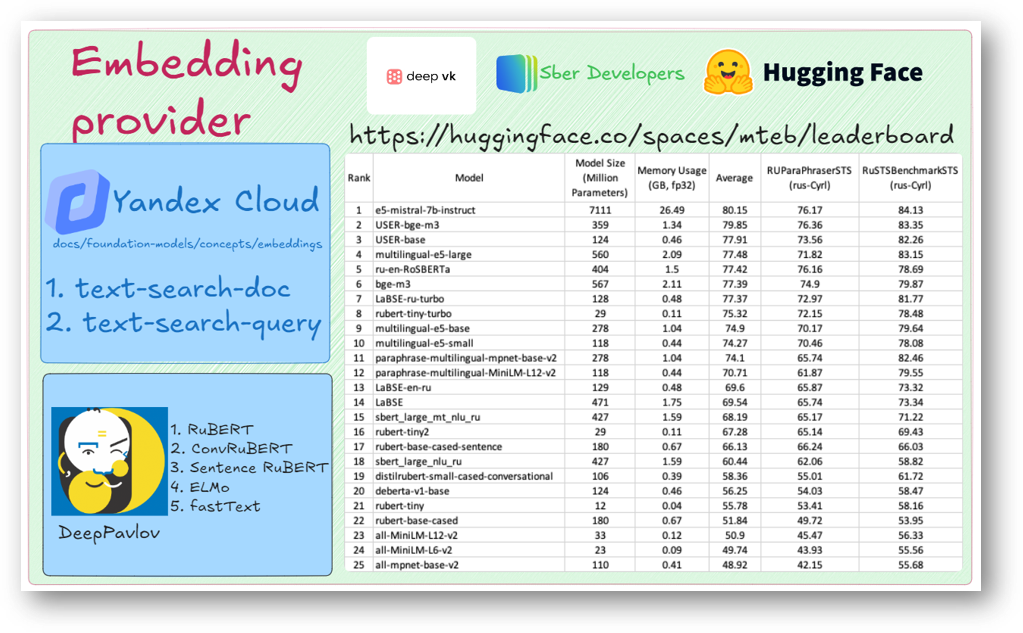 Embedding
provider
deep vk
Sber Developers
Hugging Face
https://huggingface.co/spaces/mteb/leaderboard
Yandex Cloud
docs/foundation-models/concepts/embeddings
1. text-search-doc
2. text-search-query
1. RuBERT
2. ConvRuBERT
3. Sentence RuBERT
4. ELMo
5. fastText
DeepPavlov
Rank Model Model Size (Million Parameters) Memory Usage (GB, fp32) Average RUParaPhraserSTS (rus-Cyrl) RuSTSBenchmarkSTS (rus-Cyrl)
1 e5-mistral-7b-instruct 7111 26.49 80.15 76.17 84.13
2 USER-bge-m3 359 1.34 79.85 76.36 83.35
3 USER-base 124 0.46 77.91 73.56 82.26
4 multilingual-e5-large 560 2.09 77.48 71.82 83.15
5 ru-en-RoSBERTa 404 1.5 77.42 76.16 78.69
6 bge-m3 567 2.11 77.39 74.9 79.87
7 LaBSE-ru-turbo 128 0.48 77.37 72.97 81.77
8 rubert-tiny-turbo 29 0.11 75.32 72.15 78.48
9 multilingual-e5-base 278 1.04 74.9 70.17 79.64
10 multilingual-e5-small 118 0.44 74.27 70.46 78.08
11 paraphrase-multilingual-mpnet-base-v2 278 1.04 74.1 65.74 82.46
12 paraphrase-multilingual-MiniLM-L12-v2 118 0.44 70.71 61.87 79.55
13 LaBSE-en-ru 129 0.48 69.6 65.87 73.32
14 LaBSE 471 1.75 69.54 65.74 73.34
15 sbert_large_mt_nlu_ru 427 1.59 68.19 65.17 71.22
16 rubert-tiny2 29 0.11 67.28 65.14 69.43
17 rubert-base-cased-sentence 180 0.67 66.13 66.24 66.03
18 sbert_large_nlu_ru 427 1.59 60.44 62.06 58.82
19 distilrubert-small-cased-conversational 106 0.39 58.36 55.01 61.72
20 deberta-v1-base 124 0.46 56.25 54.03 58.47
21 rubert-tiny 12 0.04 55.78 53.41 58.16
22 rubert-base-cased 180 0.67 51.84 49.72 53.95
23 all-MiniLM-L12-v2 33 0.12 50.9 45.47 56.33
24 all-MiniLM-L6-v2 23 0.09 49.74 43.93 55.56
25 all-mpnet-base-v2 110 0.41 48.92 42.15 55.68